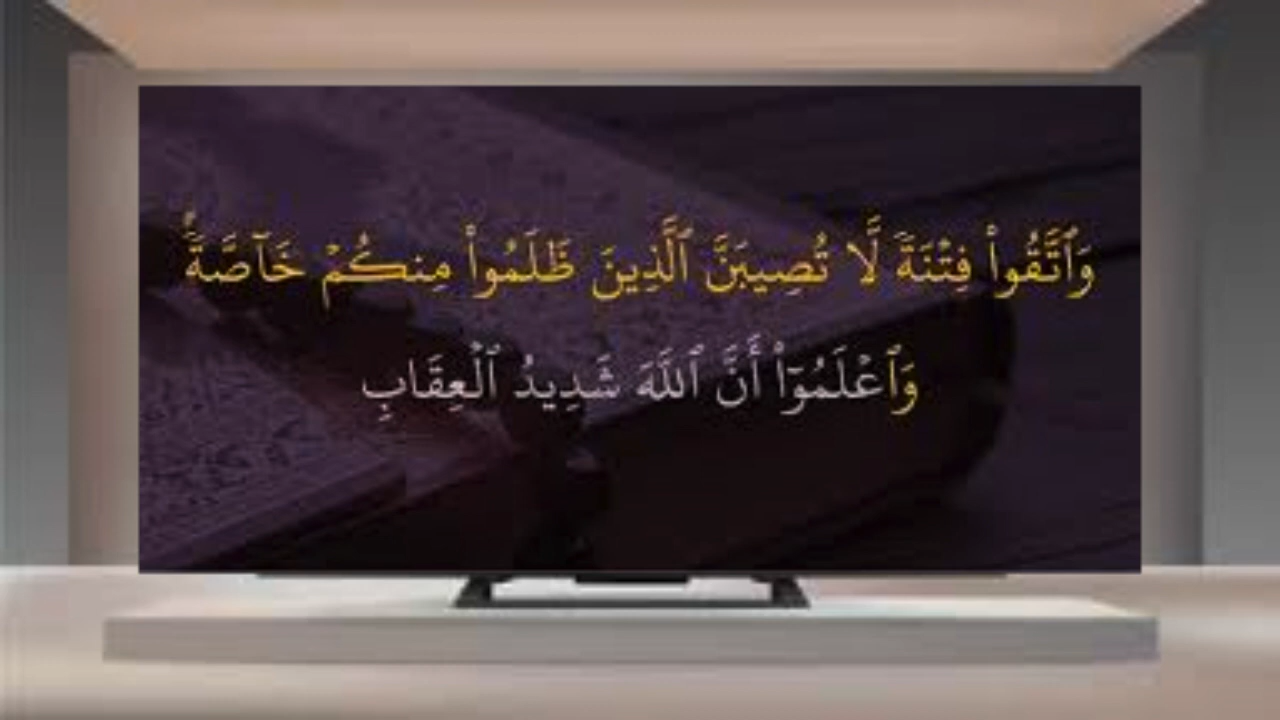 وَٱتَّقُوا۟ فِتْنَةً لَّا تُصِيبَنَّ ٱلَّذِينَ ظَلَمُوا۟ مِنكُمْ خَآصَّةً
وَٱعْلَمُوٓا۟ أَنَّ ٱللَّهَ شَدِيدُ ٱلْعِقَابِ